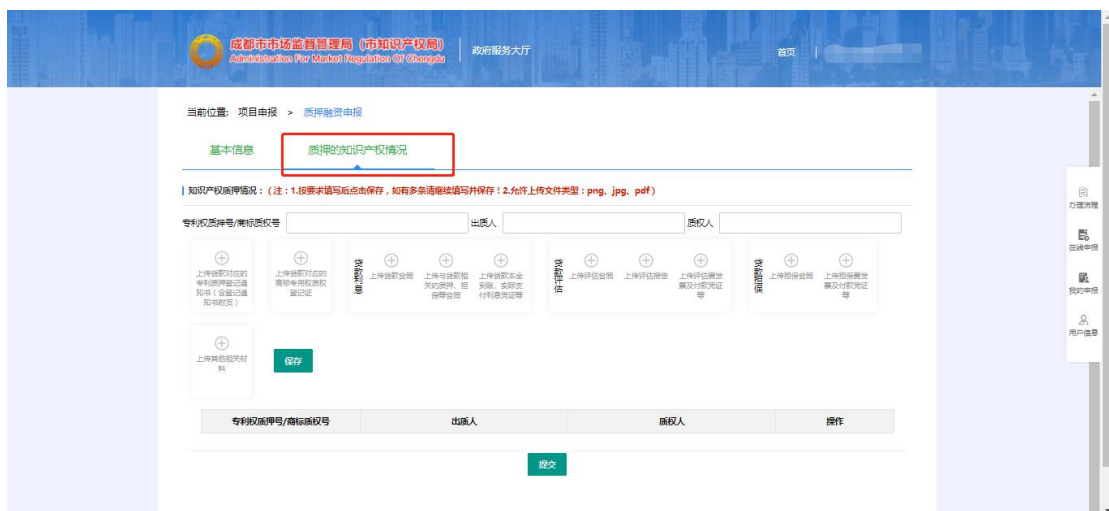 成都市市场监督管理局（市知识产权局）
Administration For Market Regulation Of Chengdu
政府服务大厅
首页 |
当前位置: 项目申报 > 质押融资申报
基本信息
质押的知识产权情况
知识产权质押情况：（注：1.按要求填写后点击保存，如有多条请继续填写并保存！2.允许上传文件类型：png、jpg、pdf）
专利权质押号/商标质权号
出质人
质权人
上传贷款对应的
专利质押登记通
知书（含登记通
知书附页）
上传贷款对应的
商标专用权质权
登记证
贷款利息
上传贷款合同
上传与贷款相
关的质押、担
保等合同
上传贷款本金
到账、实际支
付利息凭证等
贷款评估
上传评估合同
上传评估报告
上传评估费发
票及付款凭证
等
贷款担保
上传担保合同
上传担保费发
票及付款凭证
等
上传其他相关材
料
保存
专利权质押号/商标质权号
出质人
质权人
操作
提交
办理流程
在线申报
我的申报
用户信息